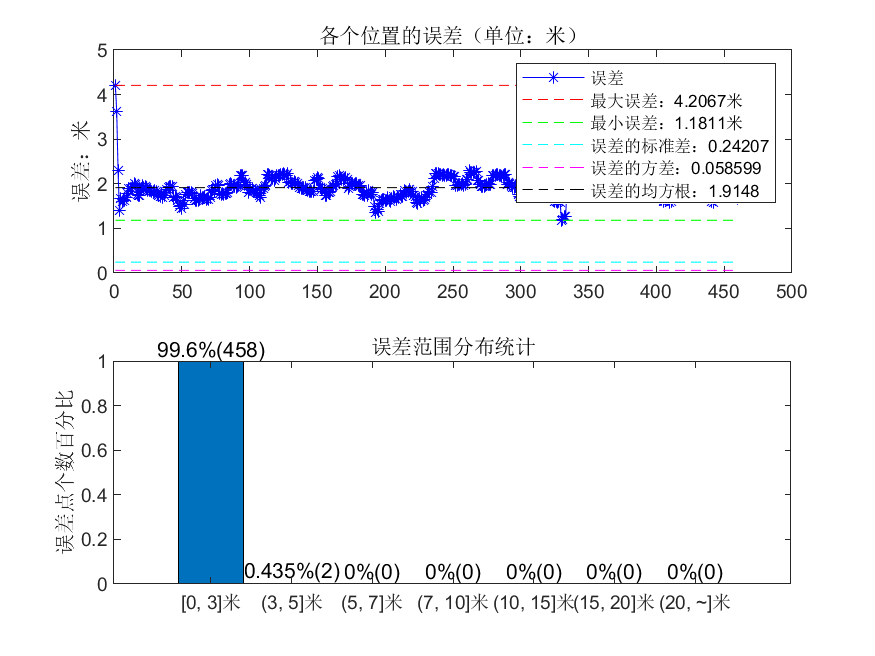 各个位置的误差（单位：米）
误差：米
5
4
3
2
1
0
0 50 100 150 200 250 300 350 400 450 500
误差
最大误差：4.2067米
最小误差：1.1811米
误差的标准差：0.24207
误差的方差：0.058599
误差的均方根：1.9148
误差范围分布统计
误差点个数百分比
1
0.8
0.6
0.4
0.2
0
99.6%(458)
0.435%(2) 0%(0) 0%(0) 0%(0) 0%(0) 0%(0)
[0, 3]米 (3, 5]米 (5, 7]米 (7, 10]米 (10, 15]米 (15, 20]米 (20, ~]米